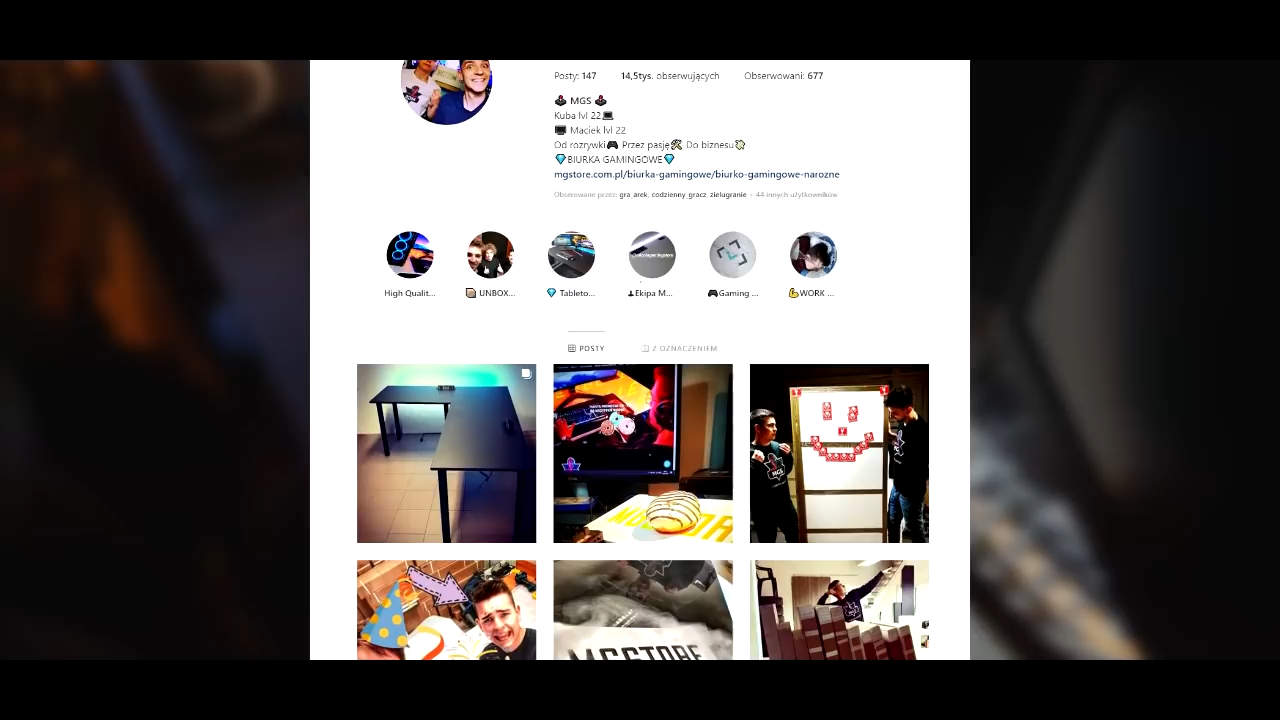 Posty: 147 14,5tys. obserwujących Obserwowani: 677
MGS
Kuba lvl 22
Maciek lvl 22
Od rozrywki Przez pasję Do biznesu
BIURKA GAMINGOWE
mgstore.com.pl/biurka-gamingowe/biurko-gamingowe-narozne
Obserwowane przez: gra_arek, codzienny_gracz, zielugranie + 44 innych użytkowników
High Qualit... UNBOX... Tableto... Ekipa M... Gaming ... WORK ...
POSTY Z OZNACZENIEM
MGS
MGSTORE